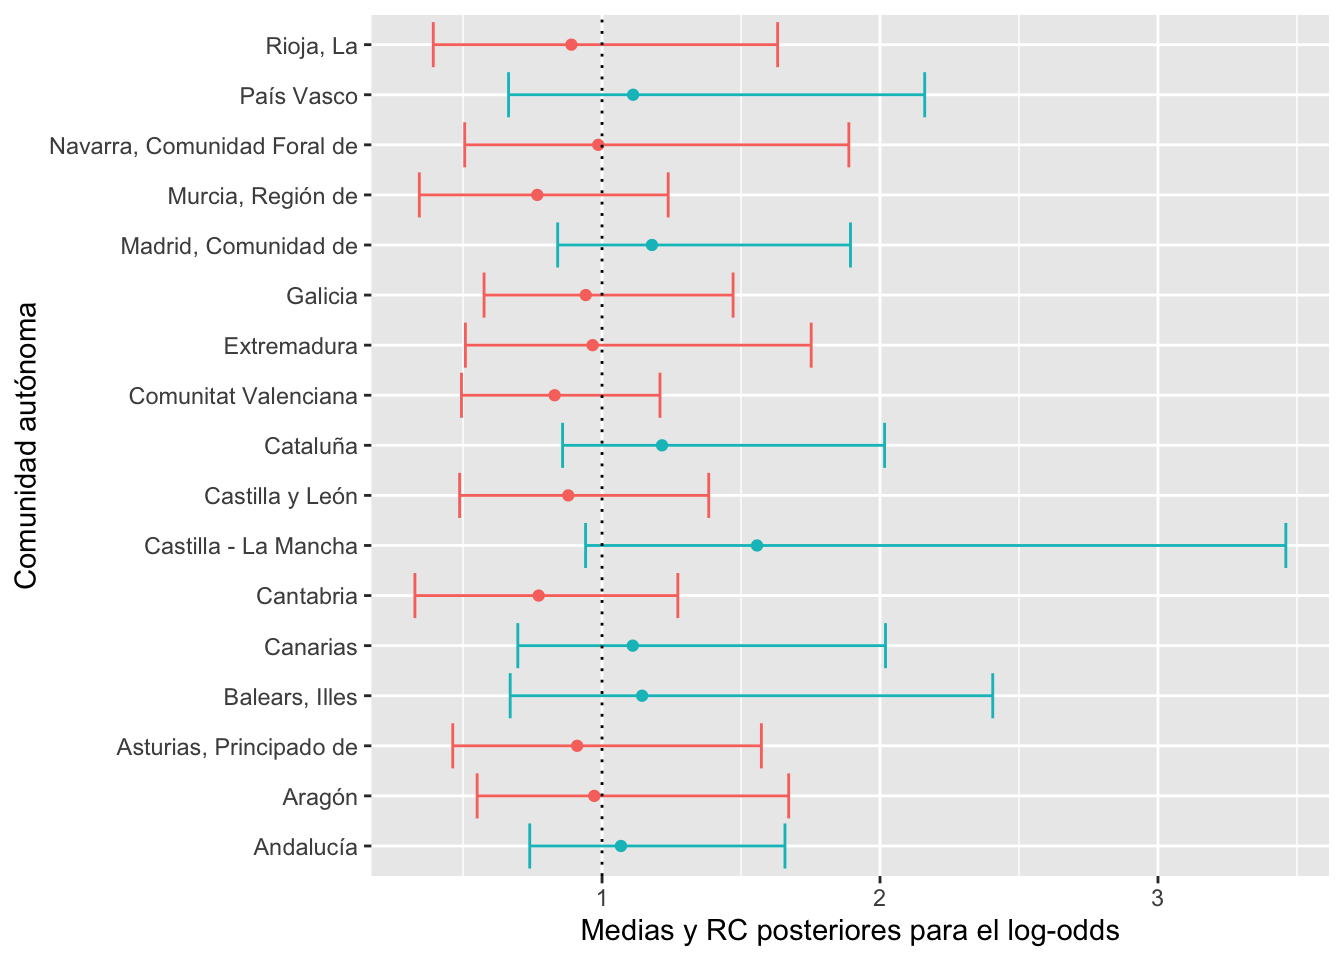 Rioja, La
País Vasco
Navarra, Comunidad Foral de
Murcia, Región de
Madrid, Comunidad de
Galicia
Extremadura
Comunitat Valenciana
Cataluña
Castilla y León
Castilla - La Mancha
Cantabria
Canarias
Balears, Illes
Asturias, Principado de
Aragón
Andalucía
Comunidad autónoma
1 2 3
Medias y RC posteriores para el log-odds